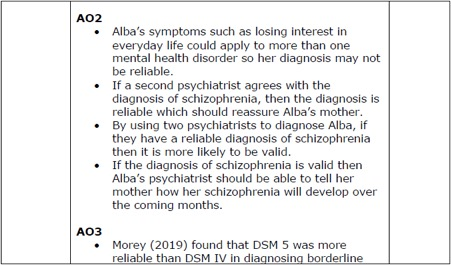 AO2
• Alba's symptoms such as losing interest in
everyday life could apply to more than one
mental health disorder so her diagnosis may not
be reliable.
• If a second psychiatrist agrees with the
diagnosis of schizophrenia, then the diagnosis is
reliable which should reassure Alba's mother.
• By using two psychiatrists to diagnose Alba, if
they have a reliable diagnosis of schizophrenia
then it is more likely to be valid.
• If the diagnosis of schizophrenia is valid then
Alba's psychiatrist should be able to tell her
mother how her schizophrenia will develop over
the coming months.
AO3
• Morey (2019) found that DSM 5 was more
reliable than DSM IV in diagnosing borderline